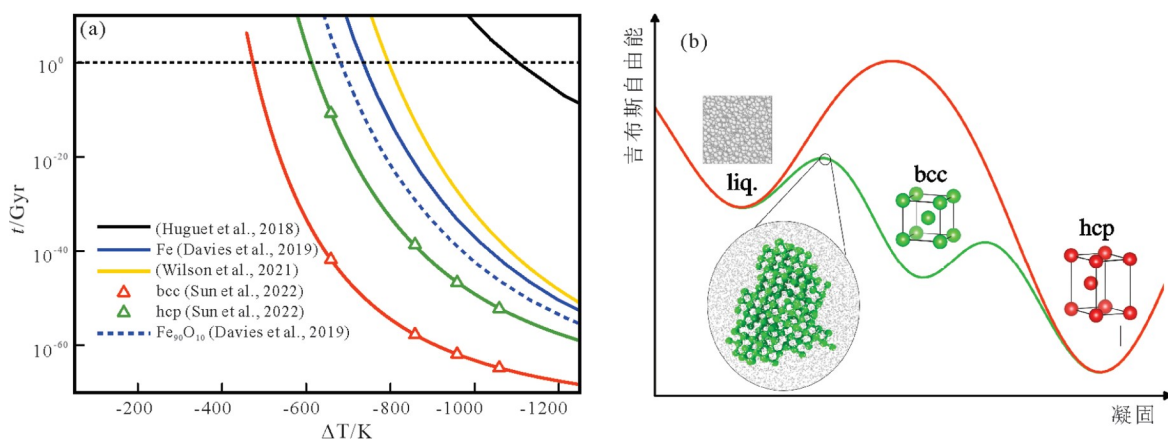 (a)
10⁰
10⁻²⁰
10⁻⁴⁰
10⁻⁶⁰
t/Gyr
(Huguet et al., 2018)
Fe (Davies et al., 2019)
(Wilson et al., 2021)
bcc (Sun et al., 2022)
hcp (Sun et al., 2022)
Fe₉₀O₁₀ (Davies et al., 2019)
-200 -400 -600 -800 -1000 -1200
ΔT/K
(b)
吉布斯自由能
liq.
bcc
hcp
凝固